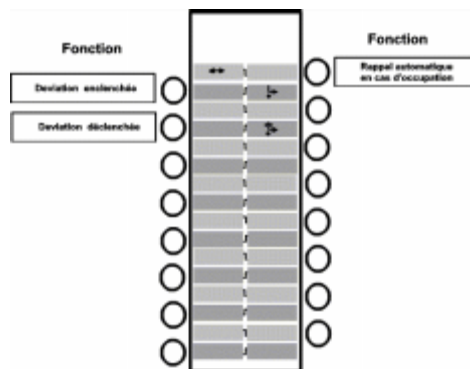 Fonction
Fonction
Rappel automatique
en cas d'occupation
Deviation enclenchée
Deviation déclenchée